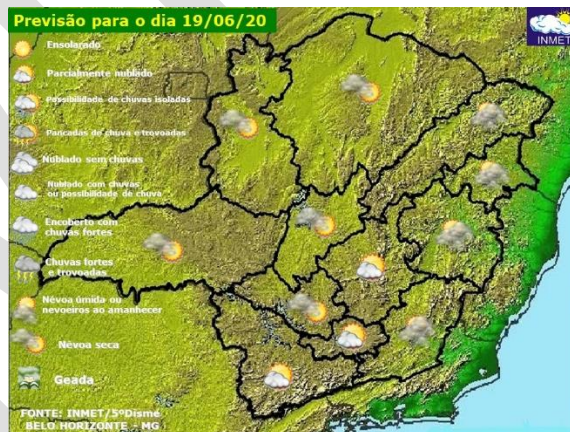 Previsão para o dia 19/06/20
INMET
Ensolarado
Parcialmente nublado
Possibilidade de chuvas isoladas
Pancadas de chuva e trovoadas
Nublado sem chuvas
Nublado com chuvas
ou possibilidade de chuva
Encoberto com
chuvas fortes
Chuvas fortes
e trovoadas
Névoa úmida ou
nevoeiros ao amanhecer
Névoa seca
Geada
FONTE: INMET/5ºDisme
BELO HORIZONTE - MG